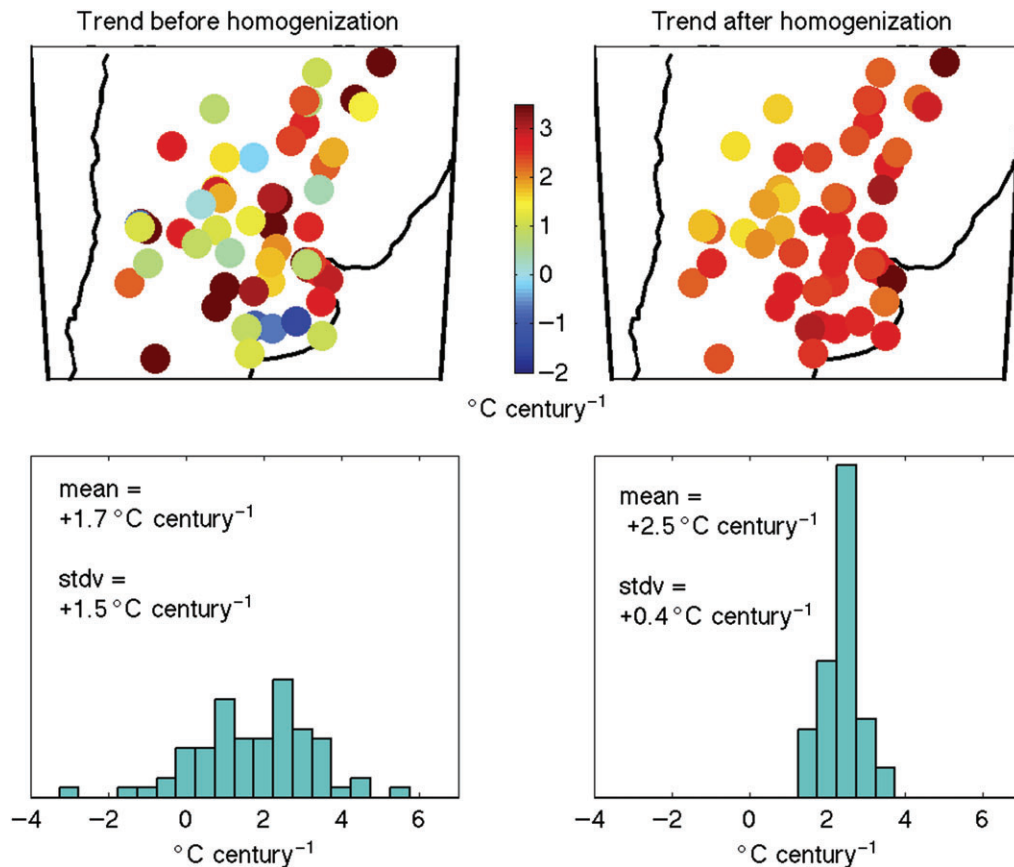 Trend before homogenization
Trend after homogenization
3
2
1
0
−1
−2
°C century⁻¹
mean =
+1.7 °C century⁻¹
stdv =
+1.5 °C century⁻¹
−4 −2 0 2 4 6
°C century⁻¹
mean =
+2.5 °C century⁻¹
stdv =
+0.4 °C century⁻¹
−4 −2 0 2 4 6
°C century⁻¹